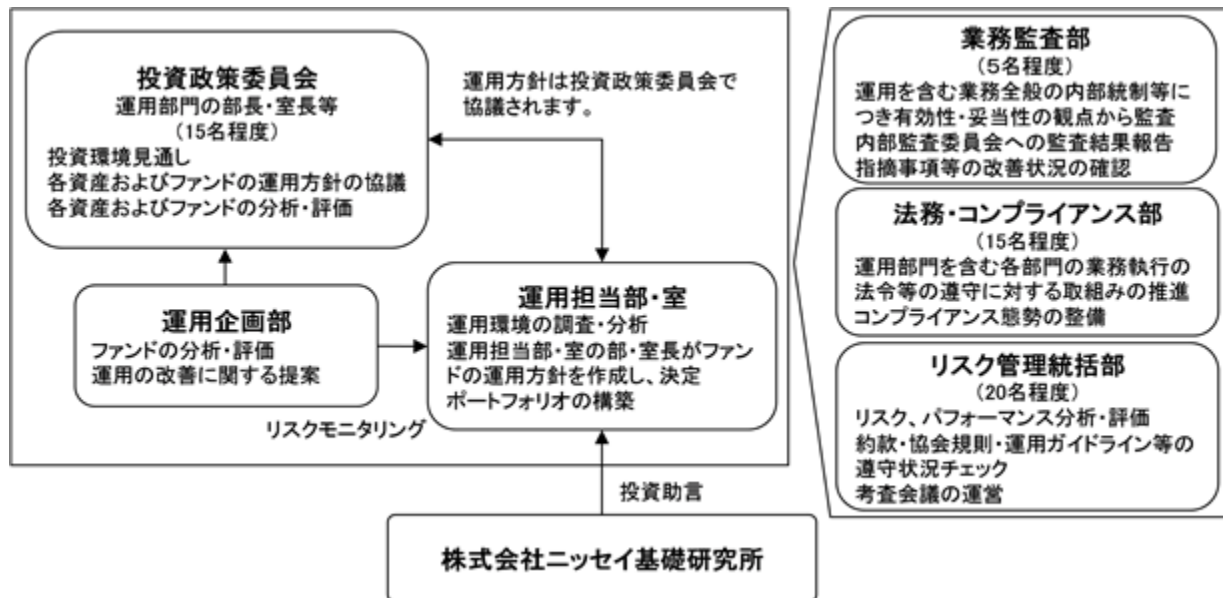 投資政策委員会
運用部門の部長・室長等
(15名程度)
投資環境見通し
各資産およびファンドの運用方針の協議
各資産およびファンドの分析・評価
運用方針は投資政策委員会で
協議されます。
運用企画部
ファンドの分析・評価
運用の改善に関する提案
運用担当部・室
運用環境の調査・分析
運用担当部・室の部・室長がファン
ドの運用方針を作成し、決定
ポートフォリオの構築
リスクモニタリング
投資助言
株式会社ニッセイ基礎研究所
業務監査部
(5名程度)
運用を含む業務全般の内部統制等に
つき有効性・妥当性の観点から監査
内部監査委員会への監査結果報告
指摘事項等の改善状況の確認
法務・コンプライアンス部
(15名程度)
運用部門を含む各部門の業務執行の
法令等の遵守に対する取組みの推進
コンプライアンス態勢の整備
リスク管理統括部
(20名程度)
リスク、パフォーマンス分析・評価
約款・協会規則・運用ガイドライン等の
遵守状況チェック
考査会議の運営